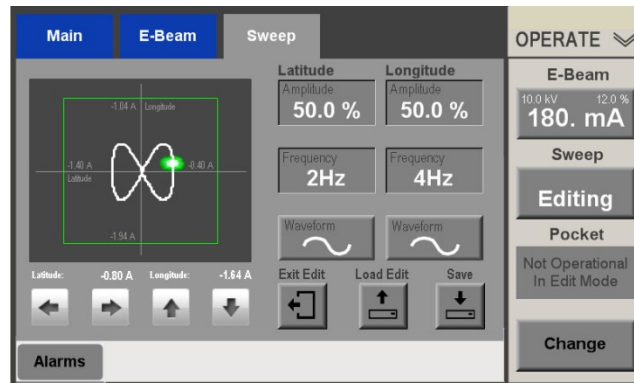 Main
E-Beam
Sweep
OPERATE
Latitude
Longitude
Amplitude
50.0 %
Amplitude
50.0 %
-1.04 A
Longitude
-1.40 A
Latitude
-0.40 A
-1.94 A
Frequency
2Hz
Frequency
4Hz
Waveform
Waveform
Latitude:
-0.80 A
Longitude:
-1.64 A
Exit Edit
Load Edit
Save
Alarms
E-Beam
10.0 kV
12.0 %
180. mA
Sweep
Editing
Pocket
Not Operational
In Edit Mode
Change